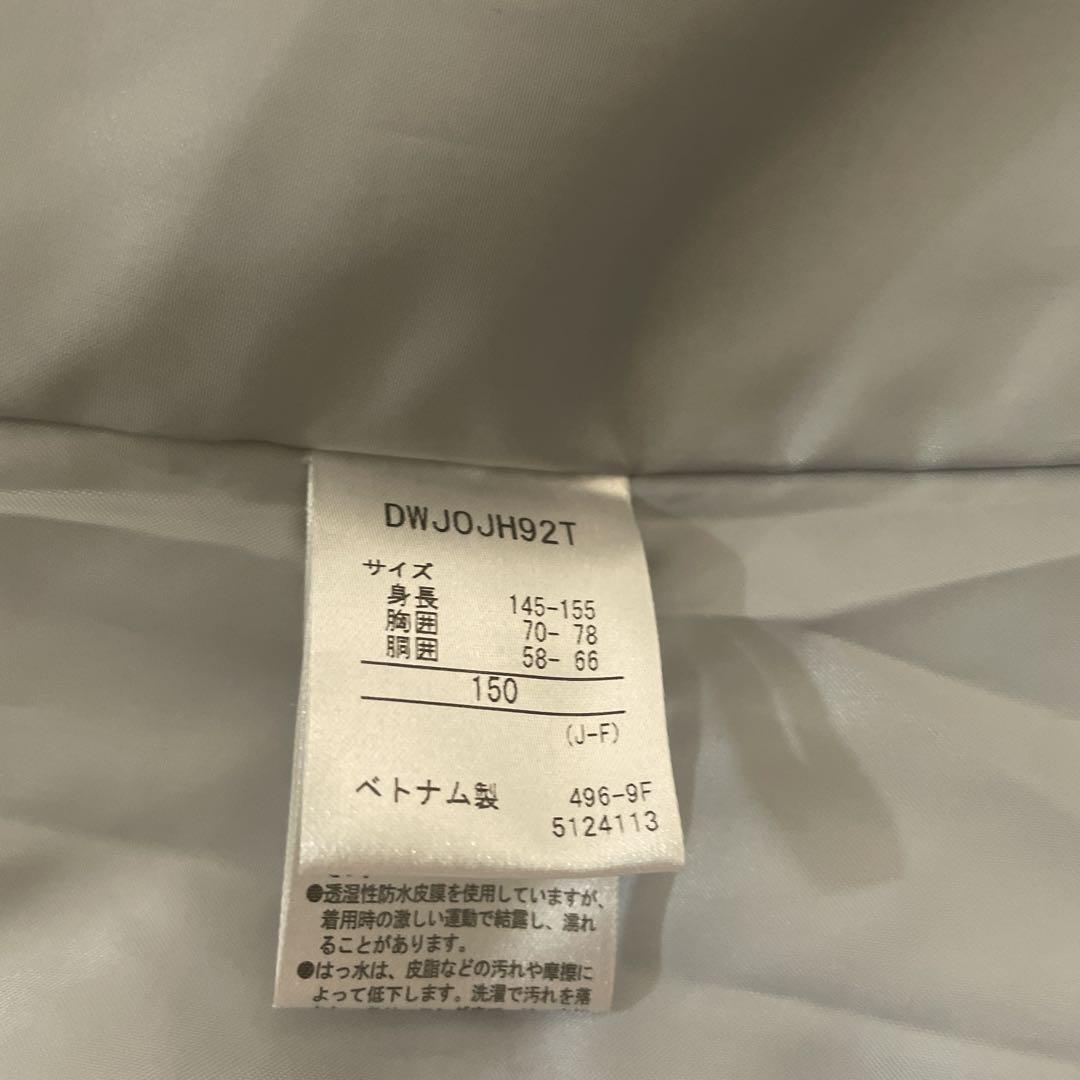 DWJOJH92T
サイズ
身長 145-155
胸囲 70- 78
胴囲 58- 66
150
(J-F)
ベトナム製 496-9F
5124113
●透湿性防水皮膜を使用していますが、
着用時の激しい運動で結露し、濡れ
ることがあります。
●はっ水は、皮脂などの汚れや摩擦に
よって低下します。洗濯で汚れを落